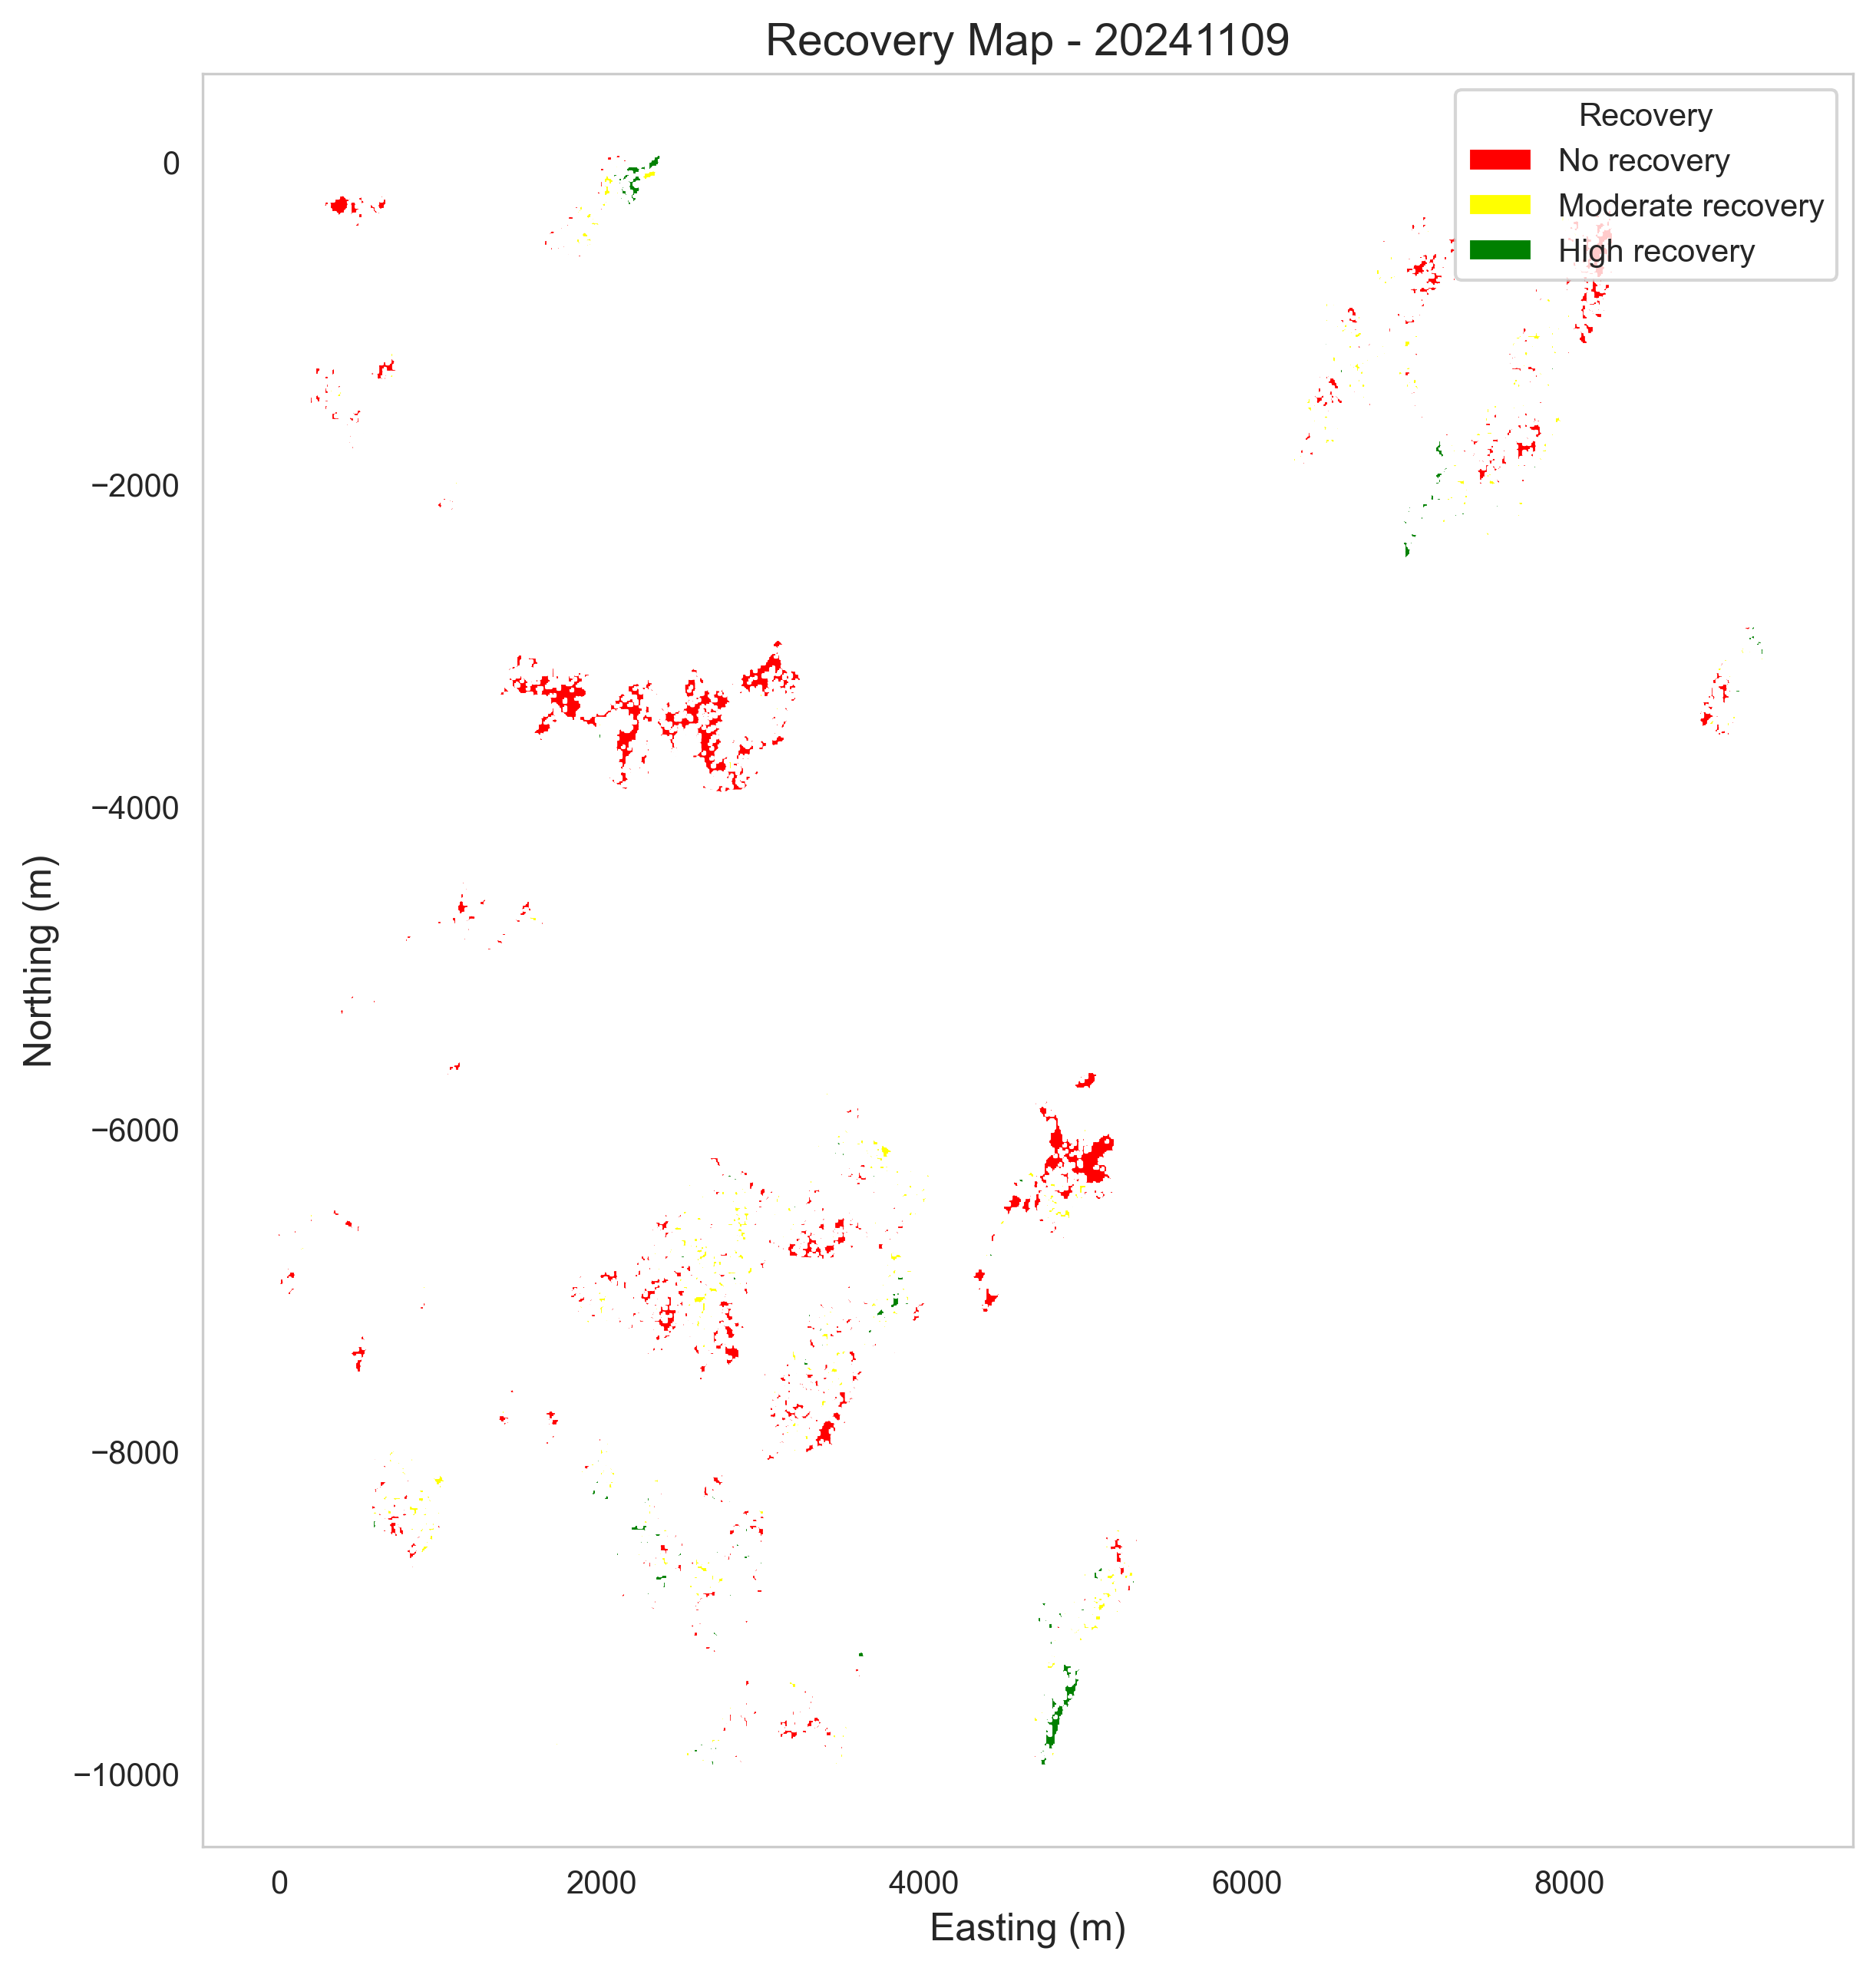 Recovery Map - 20241109
Recovery
No recovery
Moderate recovery
High recovery
0
−2000
−4000
−6000
−8000
−10000
Northing (m)
0
2000
4000
6000
8000
Easting (m)